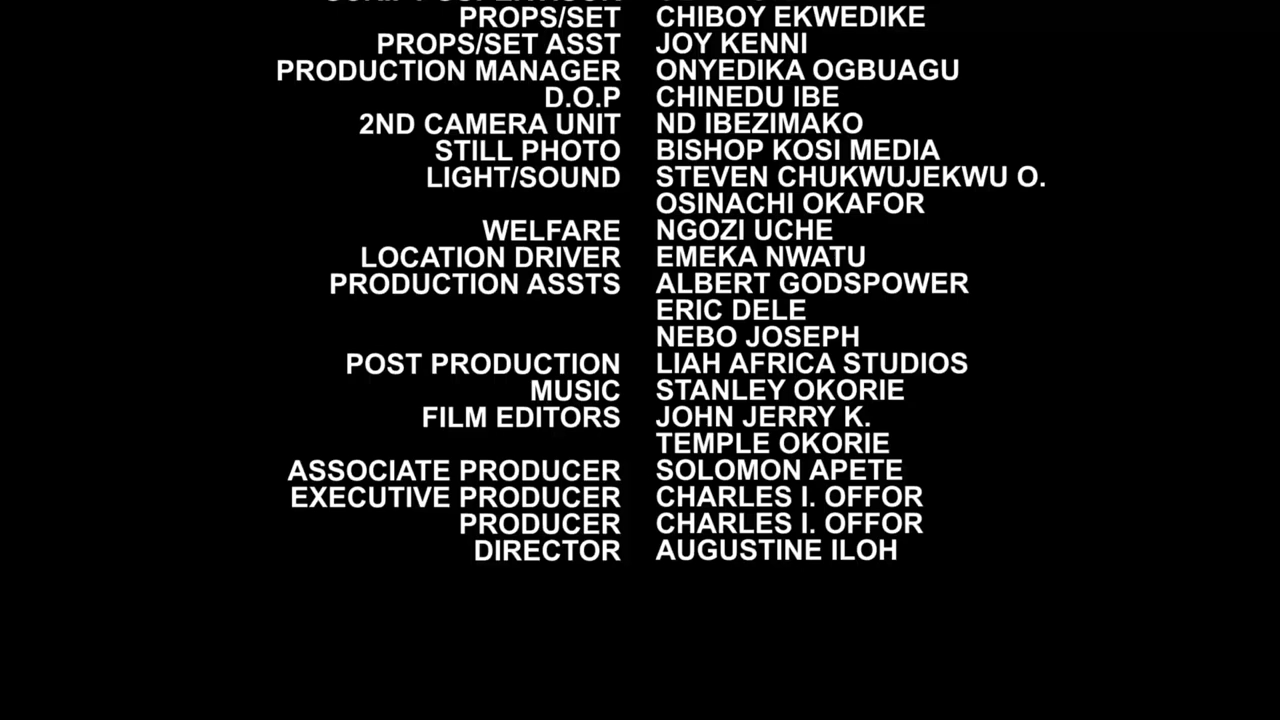 PROPS/SET CHIBOY EKWEDIKE
PROPS/SET ASST JOY KENNI
PRODUCTION MANAGER ONYEDIKA OGBUAGU
D.O.P CHINEDU IBE
2ND CAMERA UNIT ND IBEZIMAKO
STILL PHOTO BISHOP KOSI MEDIA
LIGHT/SOUND STEVEN CHUKWUJEKWU O.
OSINACHI OKAFOR
WELFARE NGOZI UCHE
LOCATION DRIVER EMEKA NWATU
PRODUCTION ASSTS ALBERT GODSPOWER
ERIC DELE
NEBO JOSEPH
POST PRODUCTION LIAH AFRICA STUDIOS
MUSIC STANLEY OKORIE
FILM EDITORS JOHN JERRY K.
TEMPLE OKORIE
ASSOCIATE PRODUCER SOLOMON APETE
EXECUTIVE PRODUCER CHARLES I. OFFOR
PRODUCER CHARLES I. OFFOR
DIRECTOR AUGUSTINE ILOH